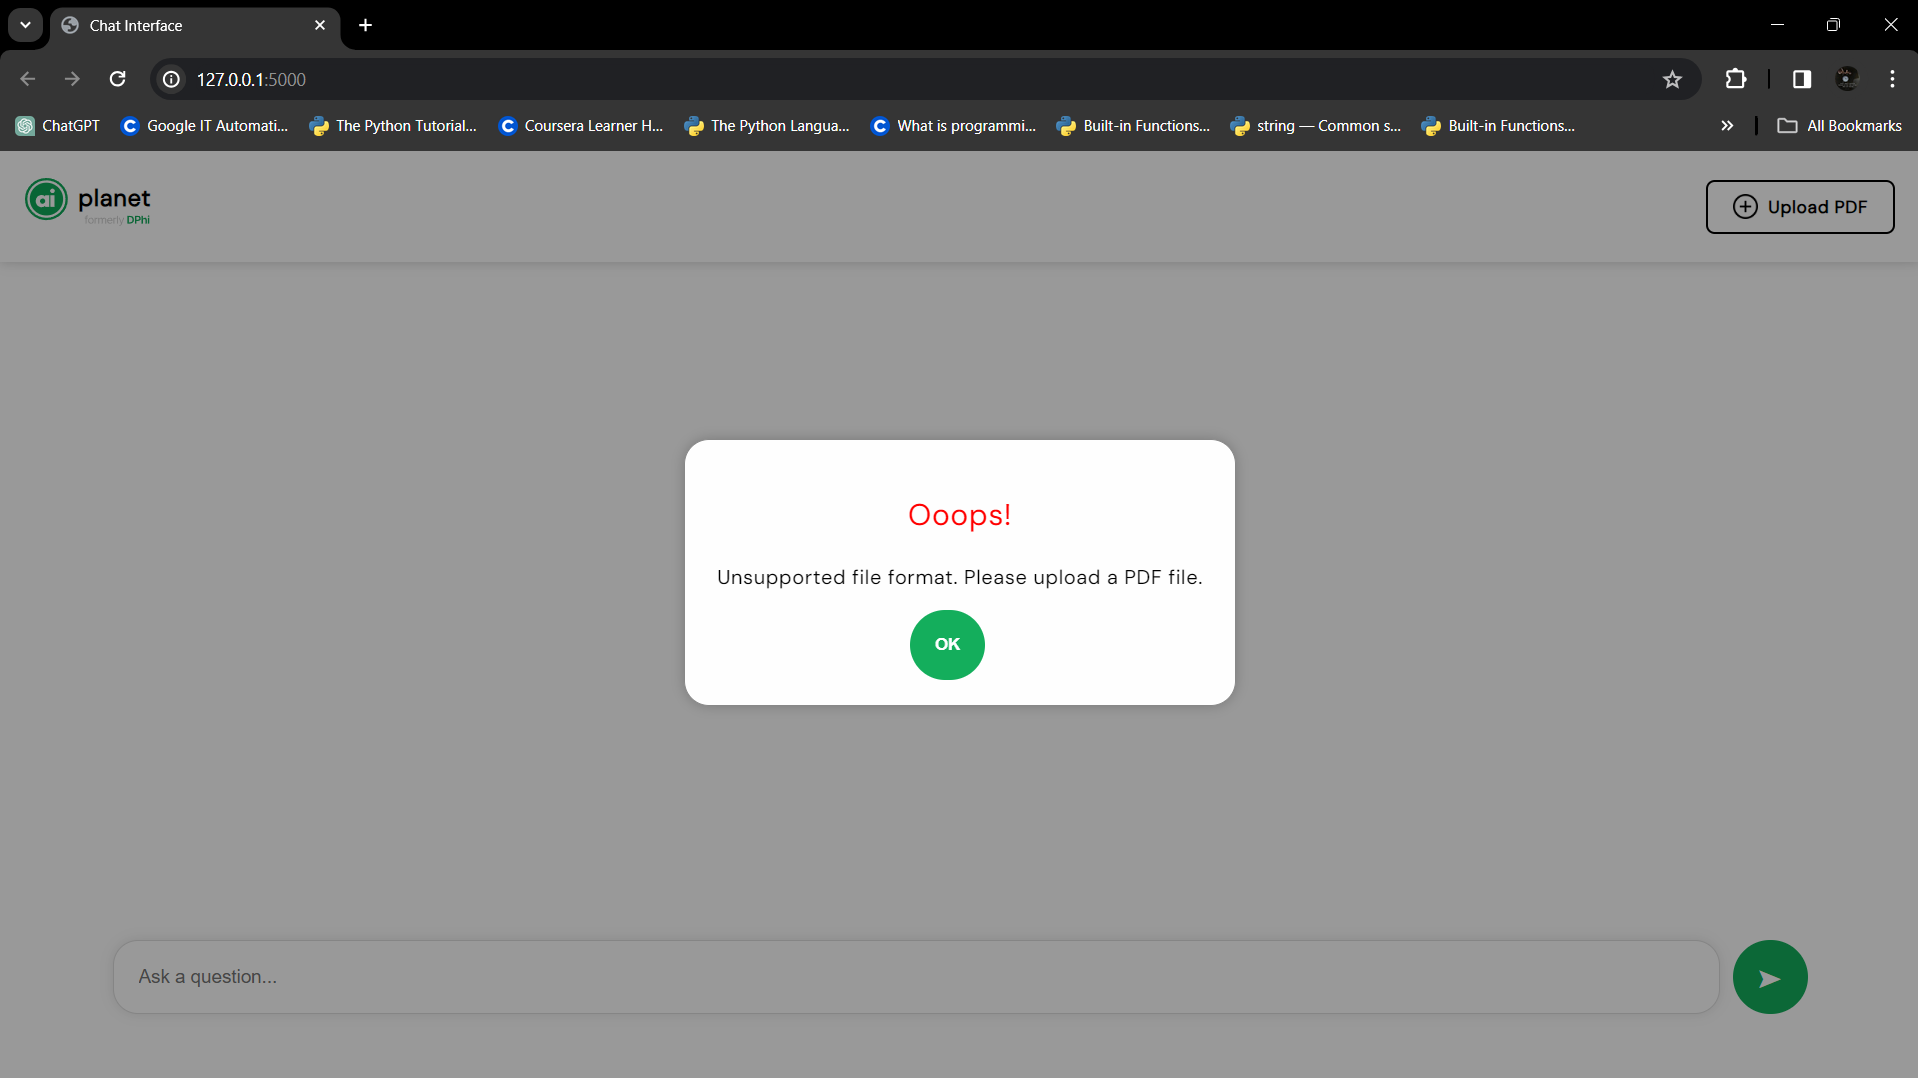 Chat Interface
127.0.0.1:5000
ChatGPT
Google IT Automati...
The Python Tutorial...
Coursera Learner H...
The Python Langua...
What is programmi...
Built-in Functions...
string — Common s...
Built-in Functions...
All Bookmarks
ai planet
formerly DPhi
Upload PDF
Ooops!
Unsupported file format. Please upload a PDF file.
OK
Ask a question...